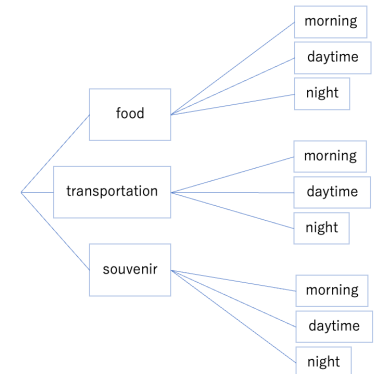 food
morning
daytime
night
transportation
morning
daytime
night
souvenir
morning
daytime
night